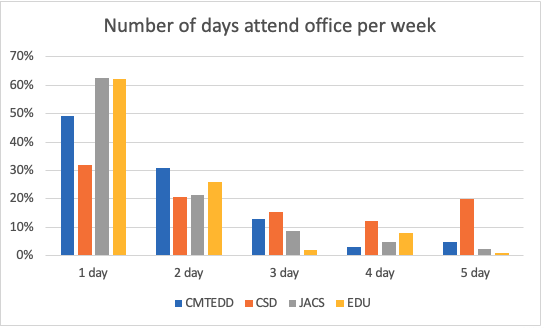 Number of days attend office per week
70%
60%
50%
40%
30%
20%
10%
0%
1 day 2 day 3 day 4 day 5 day
CMTEDD CSD JACS EDU